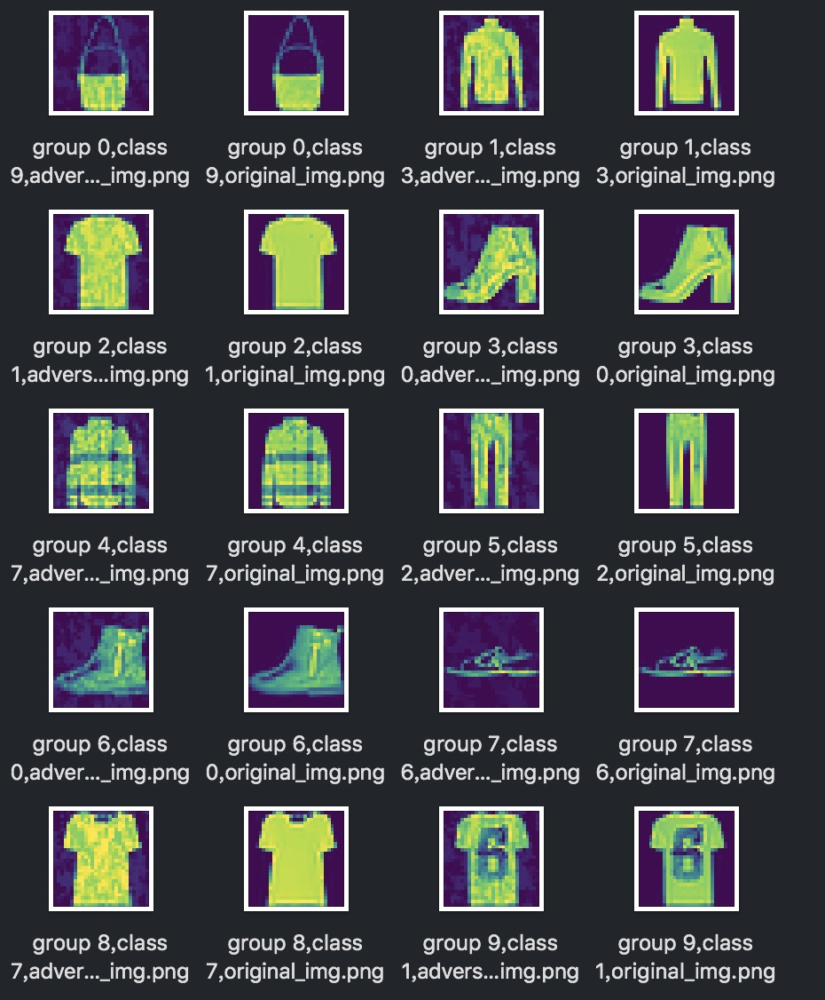 group 0,class
9,adver..._img.png
group 0,class
9,original_img.png
group 1,class
3,adver..._img.png
group 1,class
3,original_img.png
group 2,class
1,advers...img.png
group 2,class
1,original_img.png
group 3,class
0,adver..._img.png
group 3,class
0,original_img.png
group 4,class
7,adver..._img.png
group 4,class
7,original_img.png
group 5,class
2,adver..._img.png
group 5,class
2,original_img.png
group 6,class
0,adver..._img.png
group 6,class
0,original_img.png
group 7,class
6,adver..._img.png
group 7,class
6,original_img.png
6
6
group 8,class
7,adver..._img.png
group 8,class
7,original_img.png
group 9,class
1,advers...img.png
group 9,class
1,original_img.png